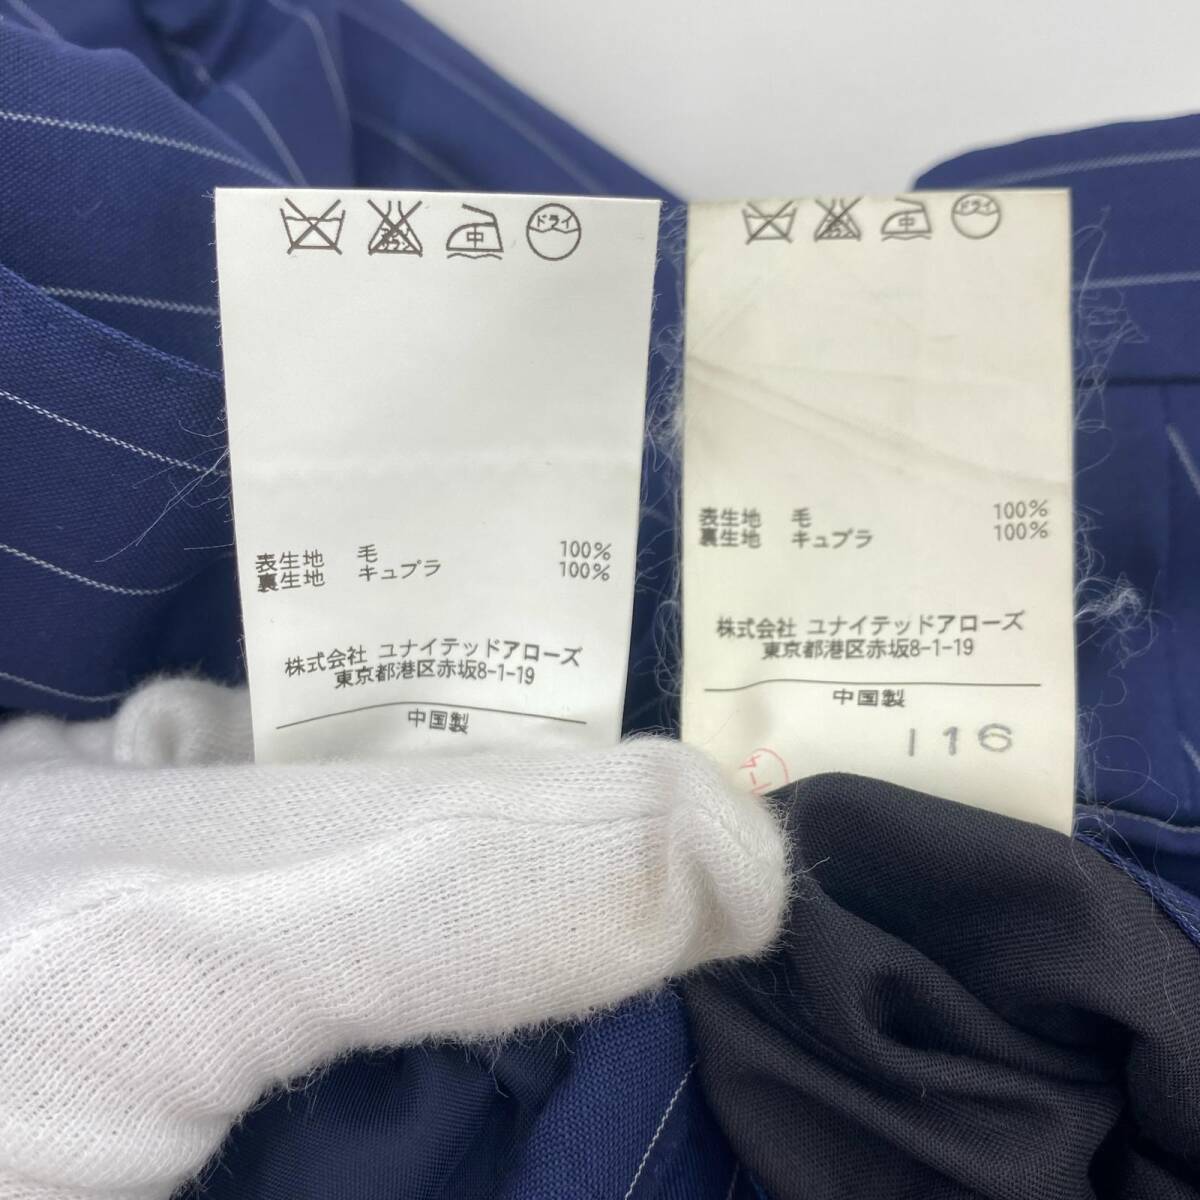 中
ドライ
表生地 毛 100%
裏生地 キュプラ 100%
株式会社 ユナイテッドアローズ
東京都港区赤坂8-1-19
中国製
中
ドライ
表生地 毛 100%
裏生地 キュプラ 100%
株式会社 ユナイテッドアローズ
東京都港区赤坂8-1-19
中国製
116